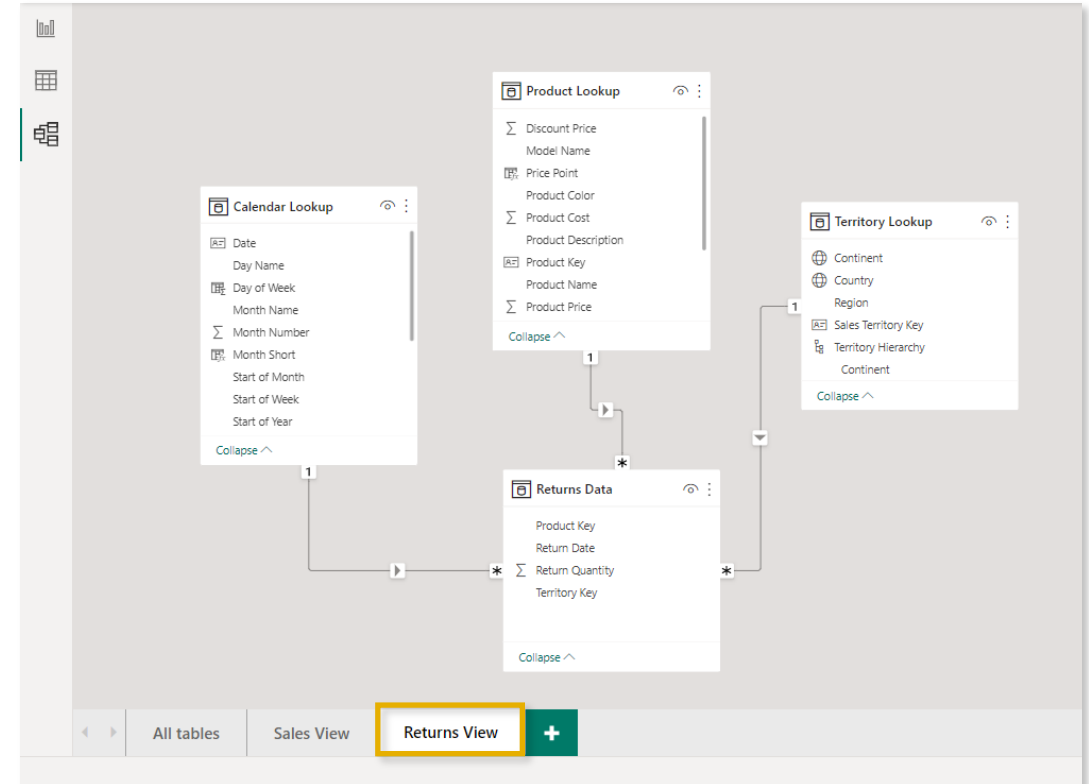 Product Lookup
Discount Price
Model Name
Price Point
Product Color
Product Cost
Product Description
Product Key
Product Name
Product Price
Collapse
1
*
Calendar Lookup
Date
Day Name
Day of Week
Month Name
Month Number
Month Short
Start of Month
Start of Week
Start of Year
Collapse
1
*
Territory Lookup
Continent
Country
Region
Sales Territory Key
Territory Hierarchy
Continent
Collapse
1
*
Returns Data
Product Key
Return Date
Return Quantity
Territory Key
Collapse
All tables
Sales View
Returns View
+